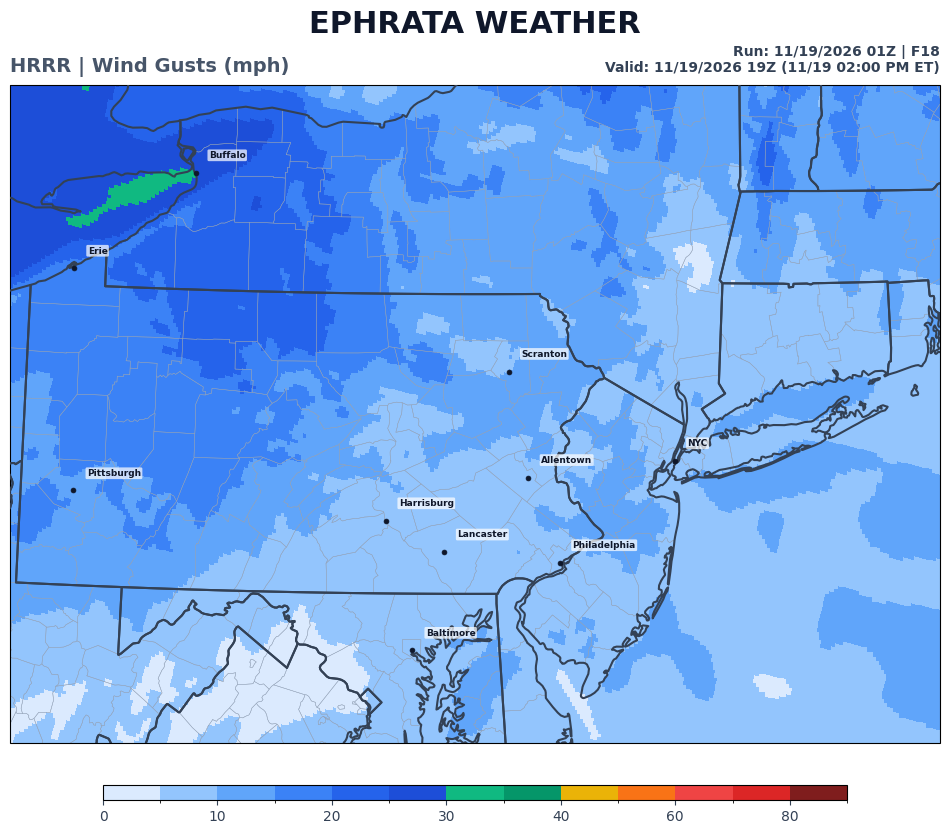 EPHRATA WEATHER
HRRR | Wind Gusts (mph)
Run: 11/19/2026 01Z | F18
Valid: 11/19/2026 19Z (11/19 02:00 PM ET)
Buffalo
Erie
Scranton
NYC
Allentown
Pittsburgh
Harrisburg
Lancaster
Philadelphia
Baltimore
0 10 20 30 40 60 80